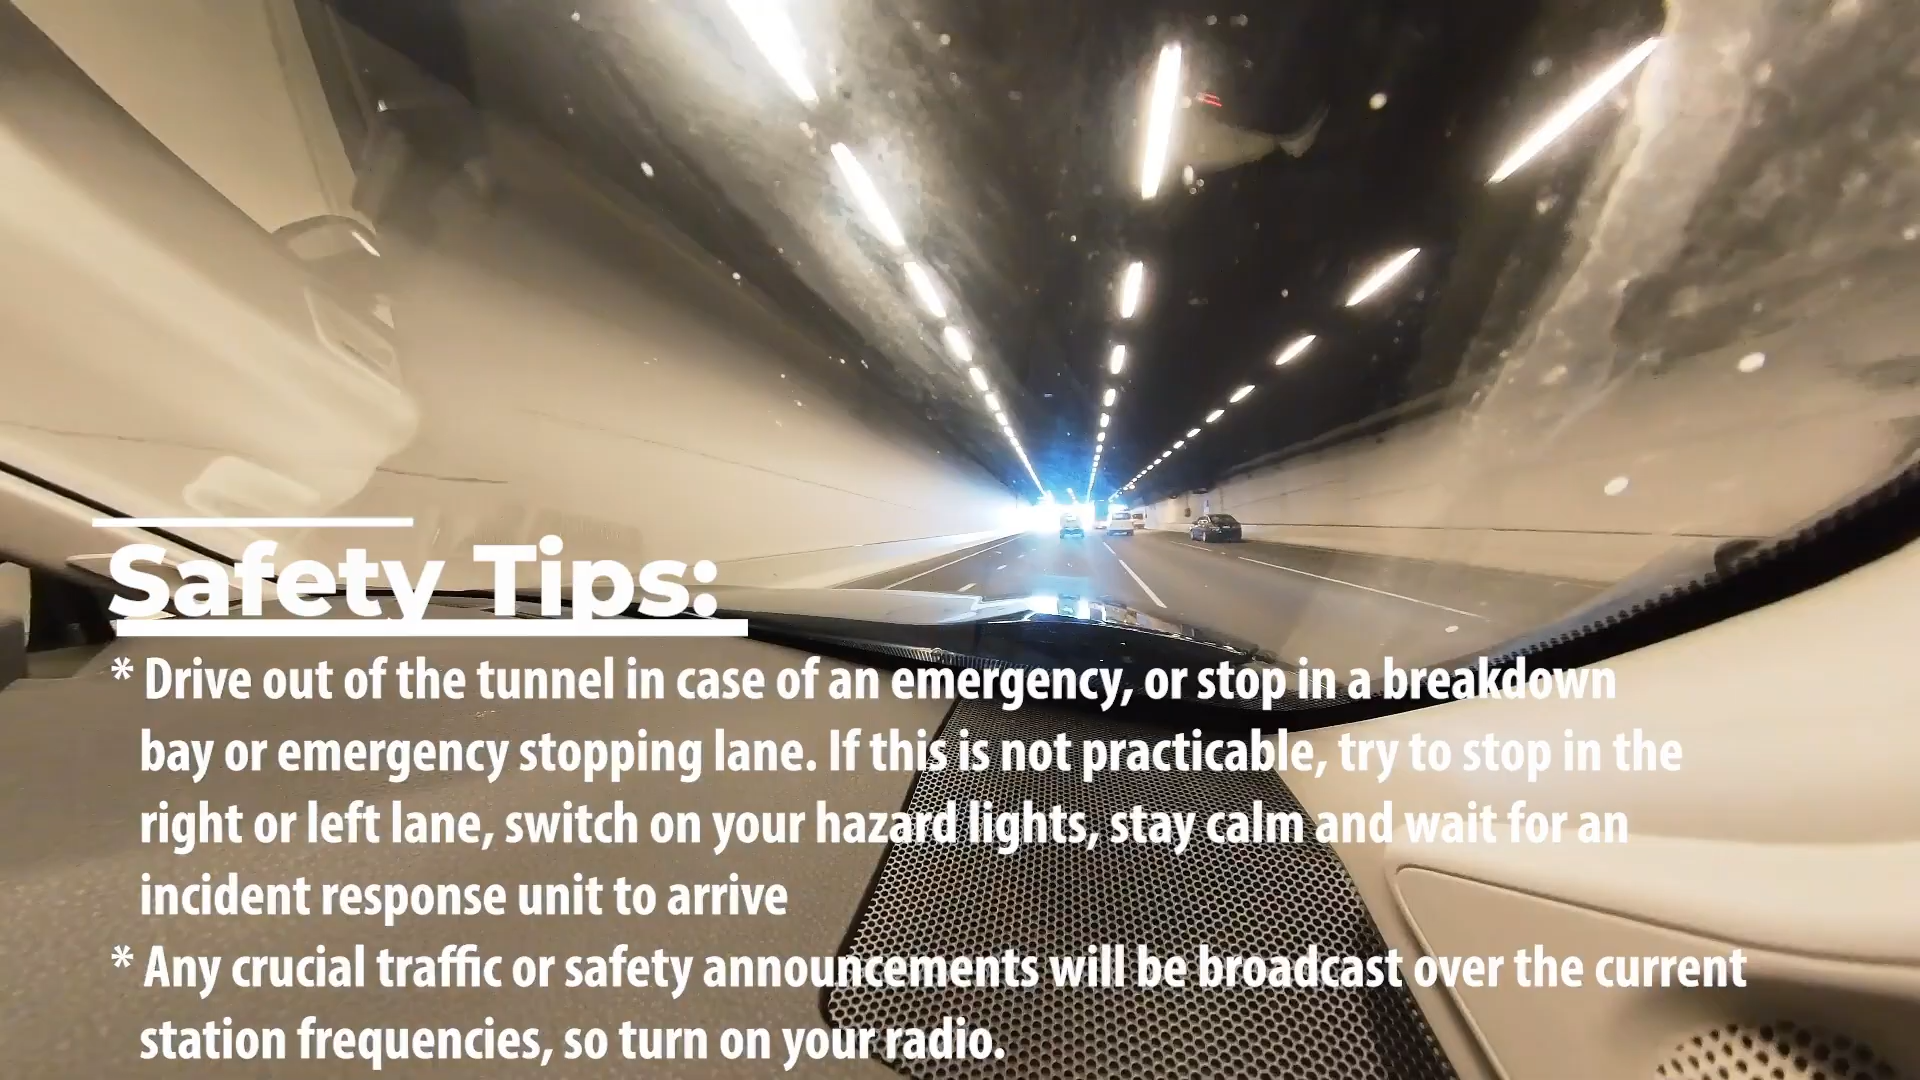 Safety Tips:
* Drive out of the tunnel in case of an emergency, or stop in a breakdown
bay or emergency stopping lane. If this is not practicable, try to stop in the
right or left lane, switch on your hazard lights, stay calm and wait for an
incident response unit to arrive
* Any crucial traffic or safety announcements will be broadcast over the current
station frequencies, so turn on your radio.